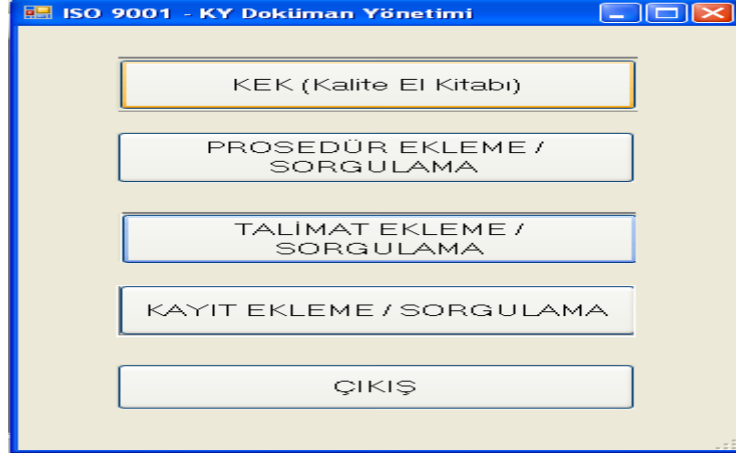 ISO 9001 - KY Doküman Yönetimi
KEK (Kalite El Kitabı)
PROSEDÜR EKLEME /
SORGULAMA
TALİMAT EKLEME /
SORGULAMA
KAYIT EKLEME / SORGULAMA
ÇIKIŞ